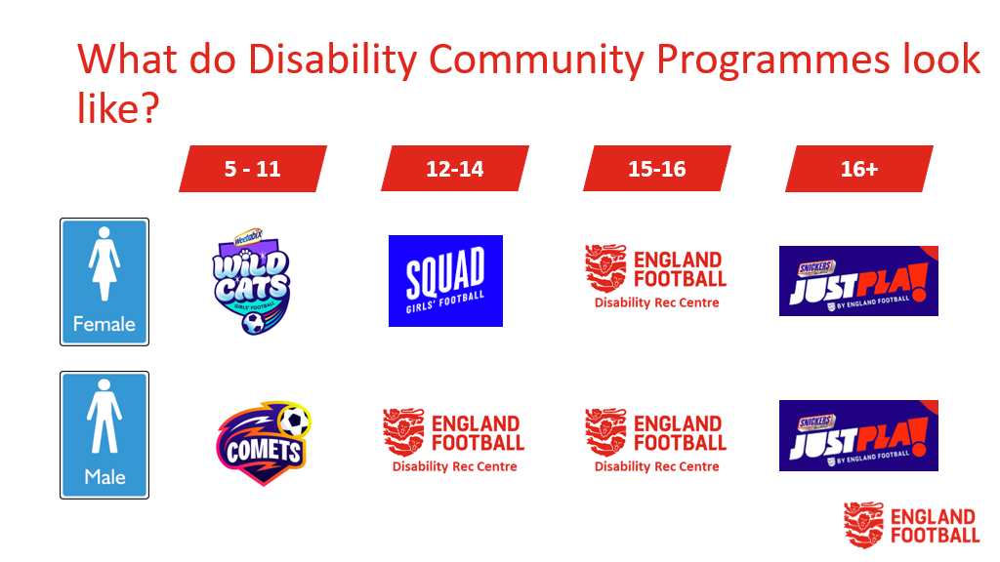 What do Disability Community Programmes look
like?
5 - 11
12-14
15-16
16+
Female
Weetabix
WILD
CATS
GIRLS' FOOTBALL
SQUAD
GIRLS' FOOTBALL
ENGLAND
FOOTBALL
Disability Rec Centre
SNICKERS
JUSTPLAY!
BY ENGLAND FOOTBALL
Male
COMETS
ENGLAND
FOOTBALL
Disability Rec Centre
ENGLAND
FOOTBALL
Disability Rec Centre
SNICKERS
JUSTPLAY!
BY ENGLAND FOOTBALL
ENGLAND
FOOTBALL